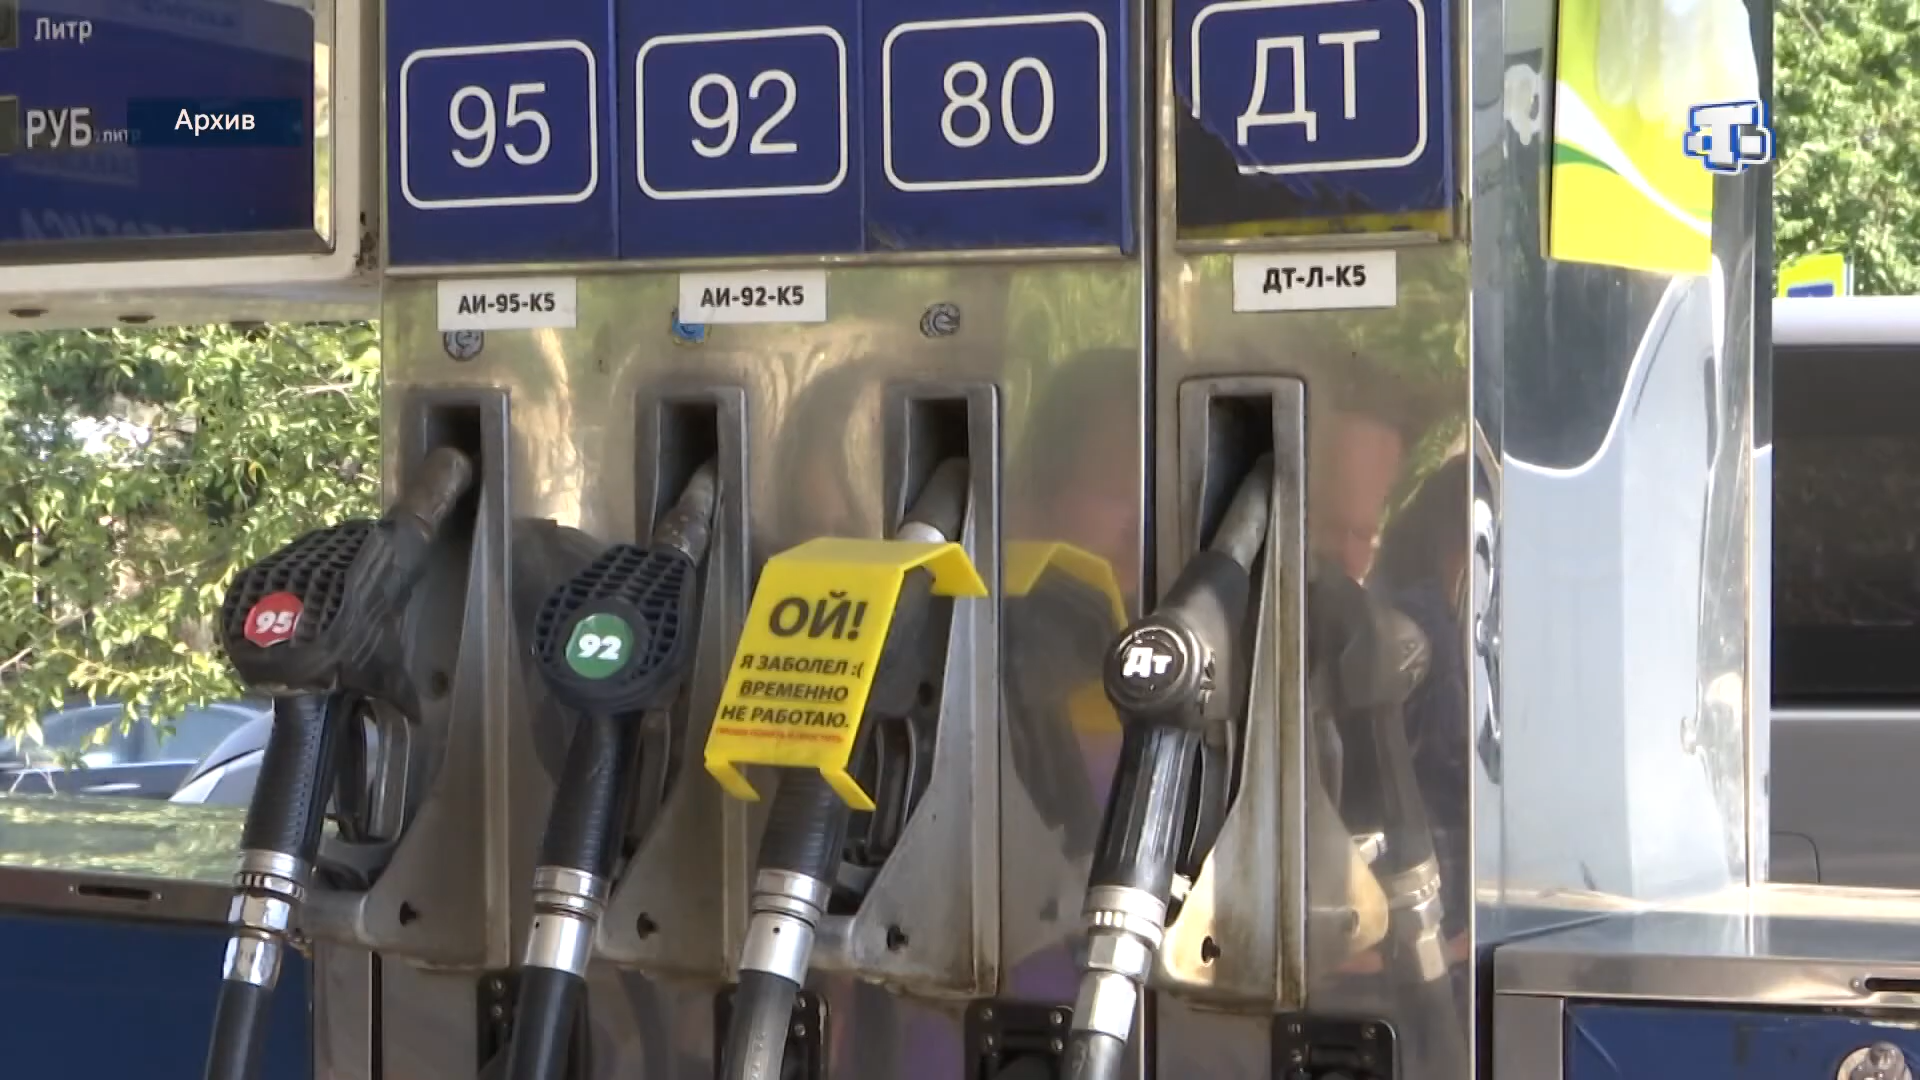 Литр
РУБ
Архив
95
92
80
ДТ
АИ-95-К5
АИ-92-К5
ДТ-Л-К5
95
92
ОЙ!
Я ЗАБОЛЕЛ :(
ВРЕМЕННО
НЕ РАБОТАЮ.
Дт